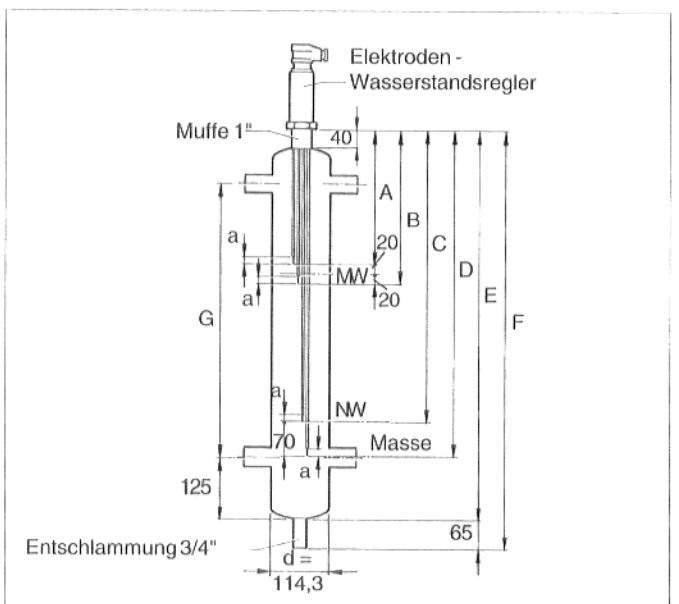 Elektroden -
Wasserstandsregler
Muffe 1"
40
A
B
C
D
E
F
a
20
MW
a
20
G
a
NW
70
Masse
a
125
65
Entschlammung 3/4"
d =
114,3